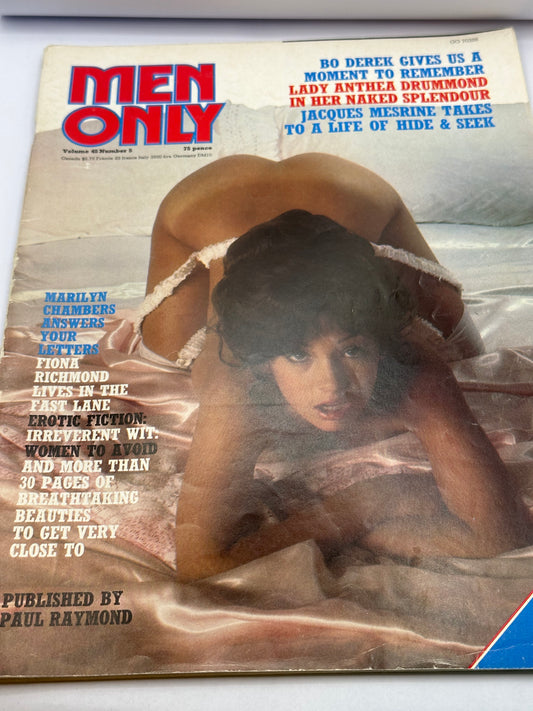 GO 70388
BO DEREK GIVES US A
MOMENT TO REMEMBER
LADY ANTHEA DRUMMOND
IN HER NAKED SPLENDOUR
JACQUES MESRINE TAKES
TO A LIFE OF HIDE & SEEK
MEN
ONLY
Volume 45 Number 5 75 pence
MARILYN
CHAMBERS
ANSWERS
YOUR
LETTERS
FIONA
RICHMOND
LIVES IN THE
FAST LANE
EROTIC FICTION:
IRREVERENT WIT:
WOMEN TO AVOID
AND MORE THAN
30 PAGES OF
BREATHTAKING
BEAUTIES
TO GET VERY
CLOSE TO
PUBLISHED BY
PAUL RAYMOND